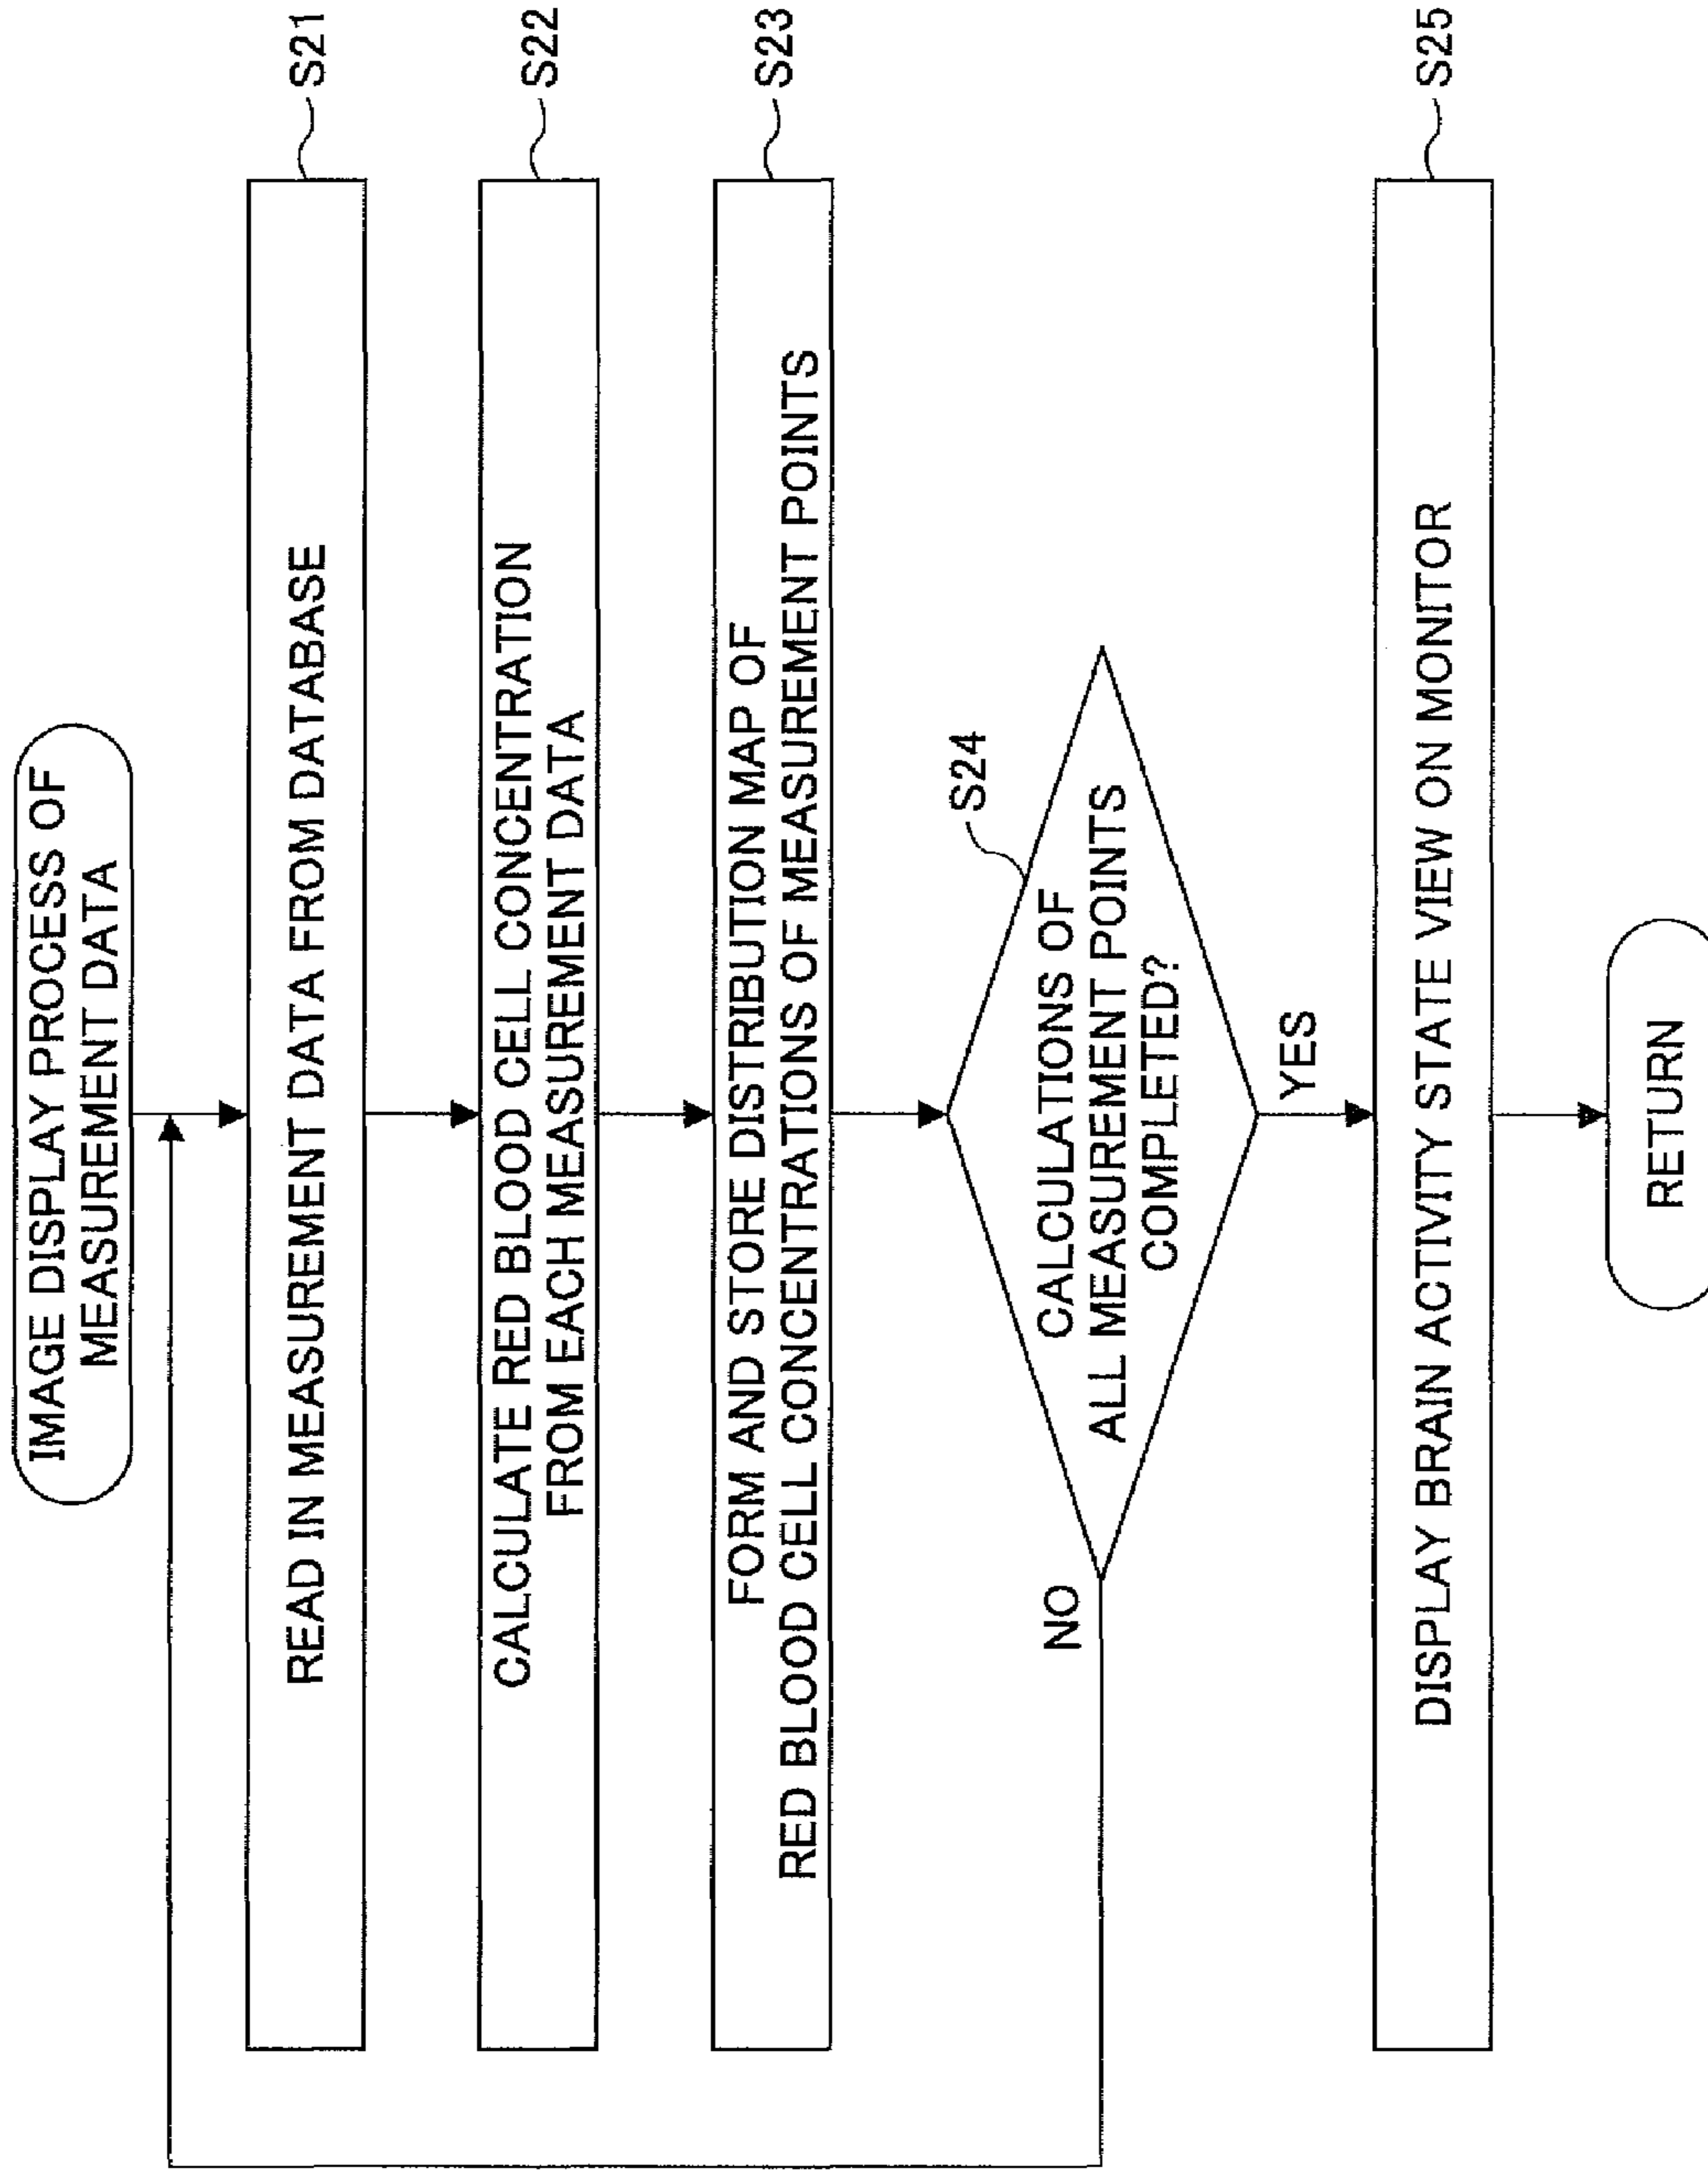 IMAGE DISPLAY PROCESS OF
MEASUREMENT DATA
READ IN MEASUREMENT DATA FROM DATABASE
S21
CALCULATE RED BLOOD CELL CONCENTRATION
FROM EACH MEASUREMENT DATA
S22
FORM AND STORE DISTRIBUTION MAP OF
RED BLOOD CELL CONCENTRATIONS OF MEASUREMENT POINTS
S23
S24
CALCULATIONS OF
ALL MEASUREMENT POINTS
COMPLETED?
NO
YES
DISPLAY BRAIN ACTIVITY STATE VIEW ON MONITOR
S25
RETURN